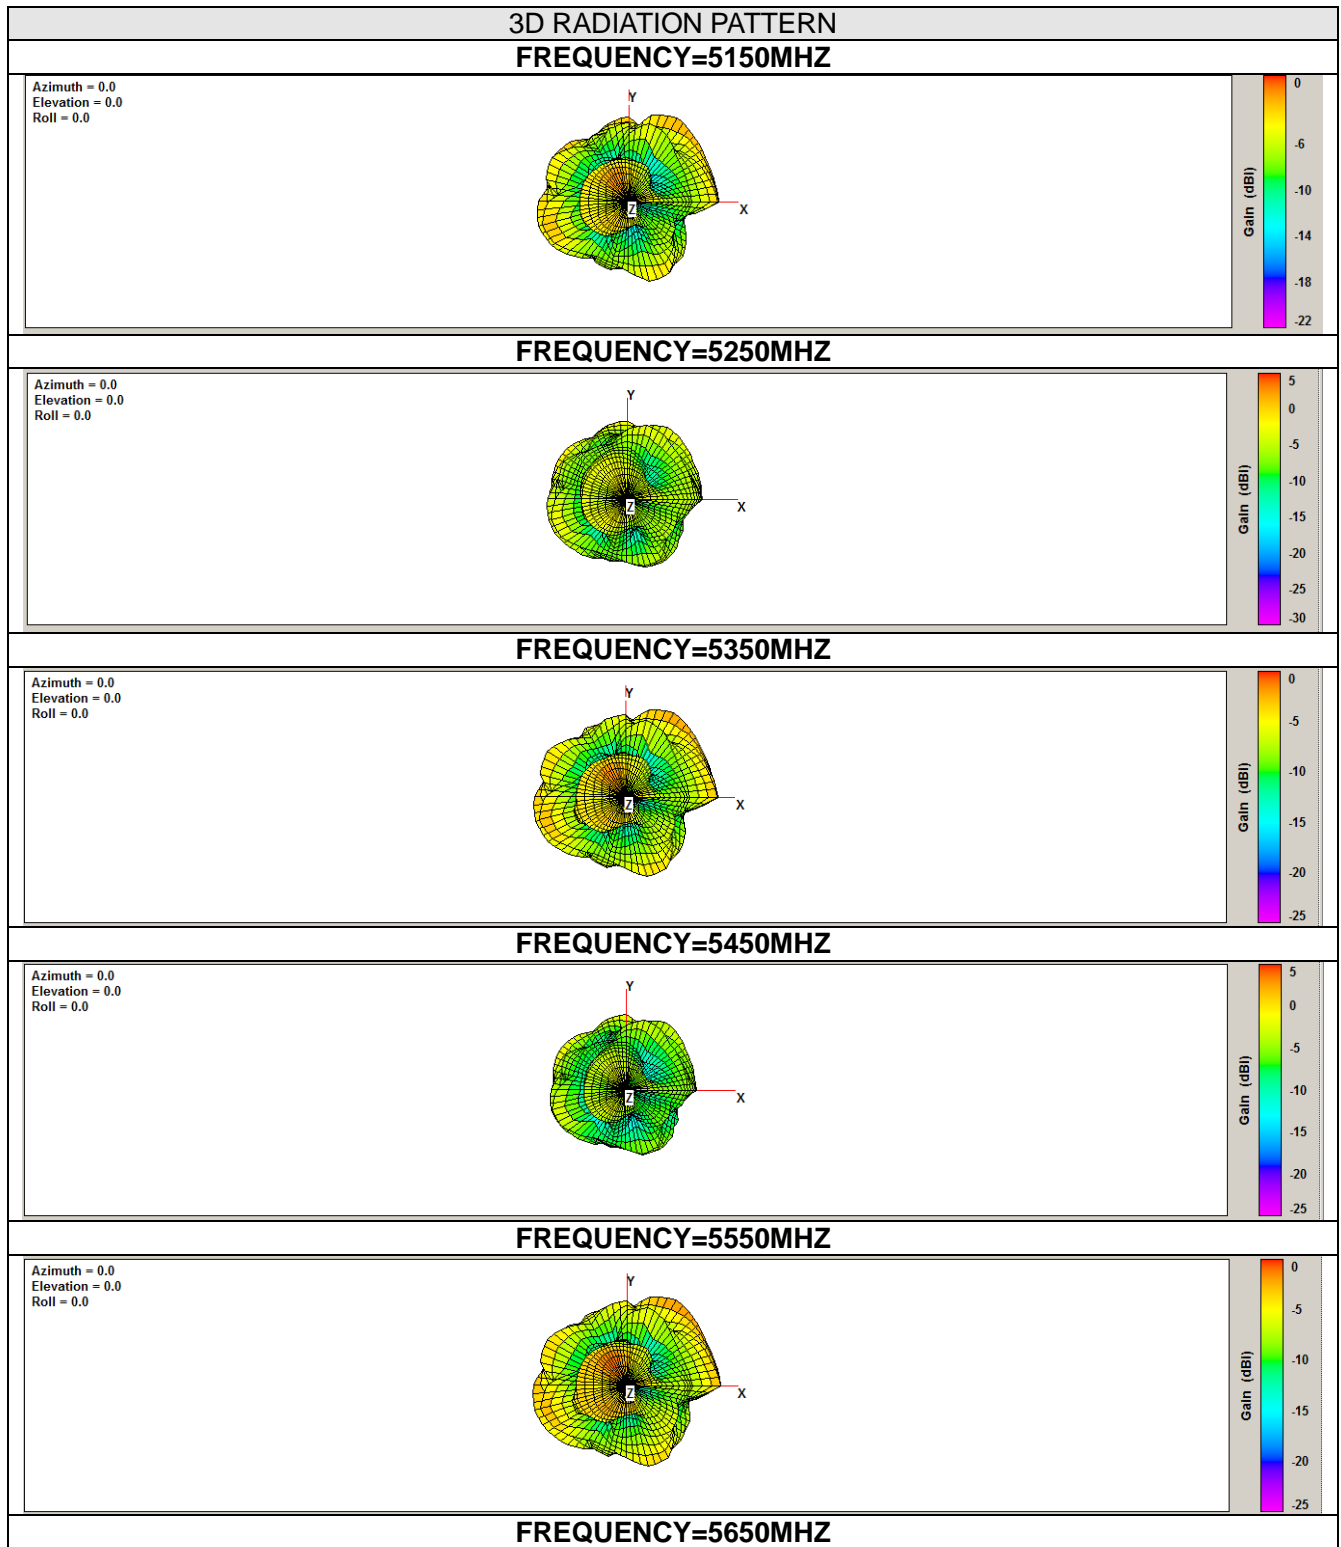 3D RADIATION PATTERN
FREQUENCY=5150MHZ
Azimuth = 0.0
Elevation = 0.0
Roll = 0.0
Y
Z
X
Gain (dBI)
0
-6
-10
-14
-18
-22
FREQUENCY=5250MHZ
Azimuth = 0.0
Elevation = 0.0
Roll = 0.0
Y
Z
X
Gain (dBI)
5
0
-5
-10
-15
-20
-25
-30
FREQUENCY=5350MHZ
Azimuth = 0.0
Elevation = 0.0
Roll = 0.0
Y
Z
X
Gain (dBI)
0
-5
-10
-15
-20
-25
FREQUENCY=5450MHZ
Azimuth = 0.0
Elevation = 0.0
Roll = 0.0
Y
Z
X
Gain (dBI)
5
0
-5
-10
-15
-20
-25
FREQUENCY=5550MHZ
Azimuth = 0.0
Elevation = 0.0
Roll = 0.0
Y
Z
X
Gain (dBI)
0
-5
-10
-15
-20
-25
FREQUENCY=5650MHZ